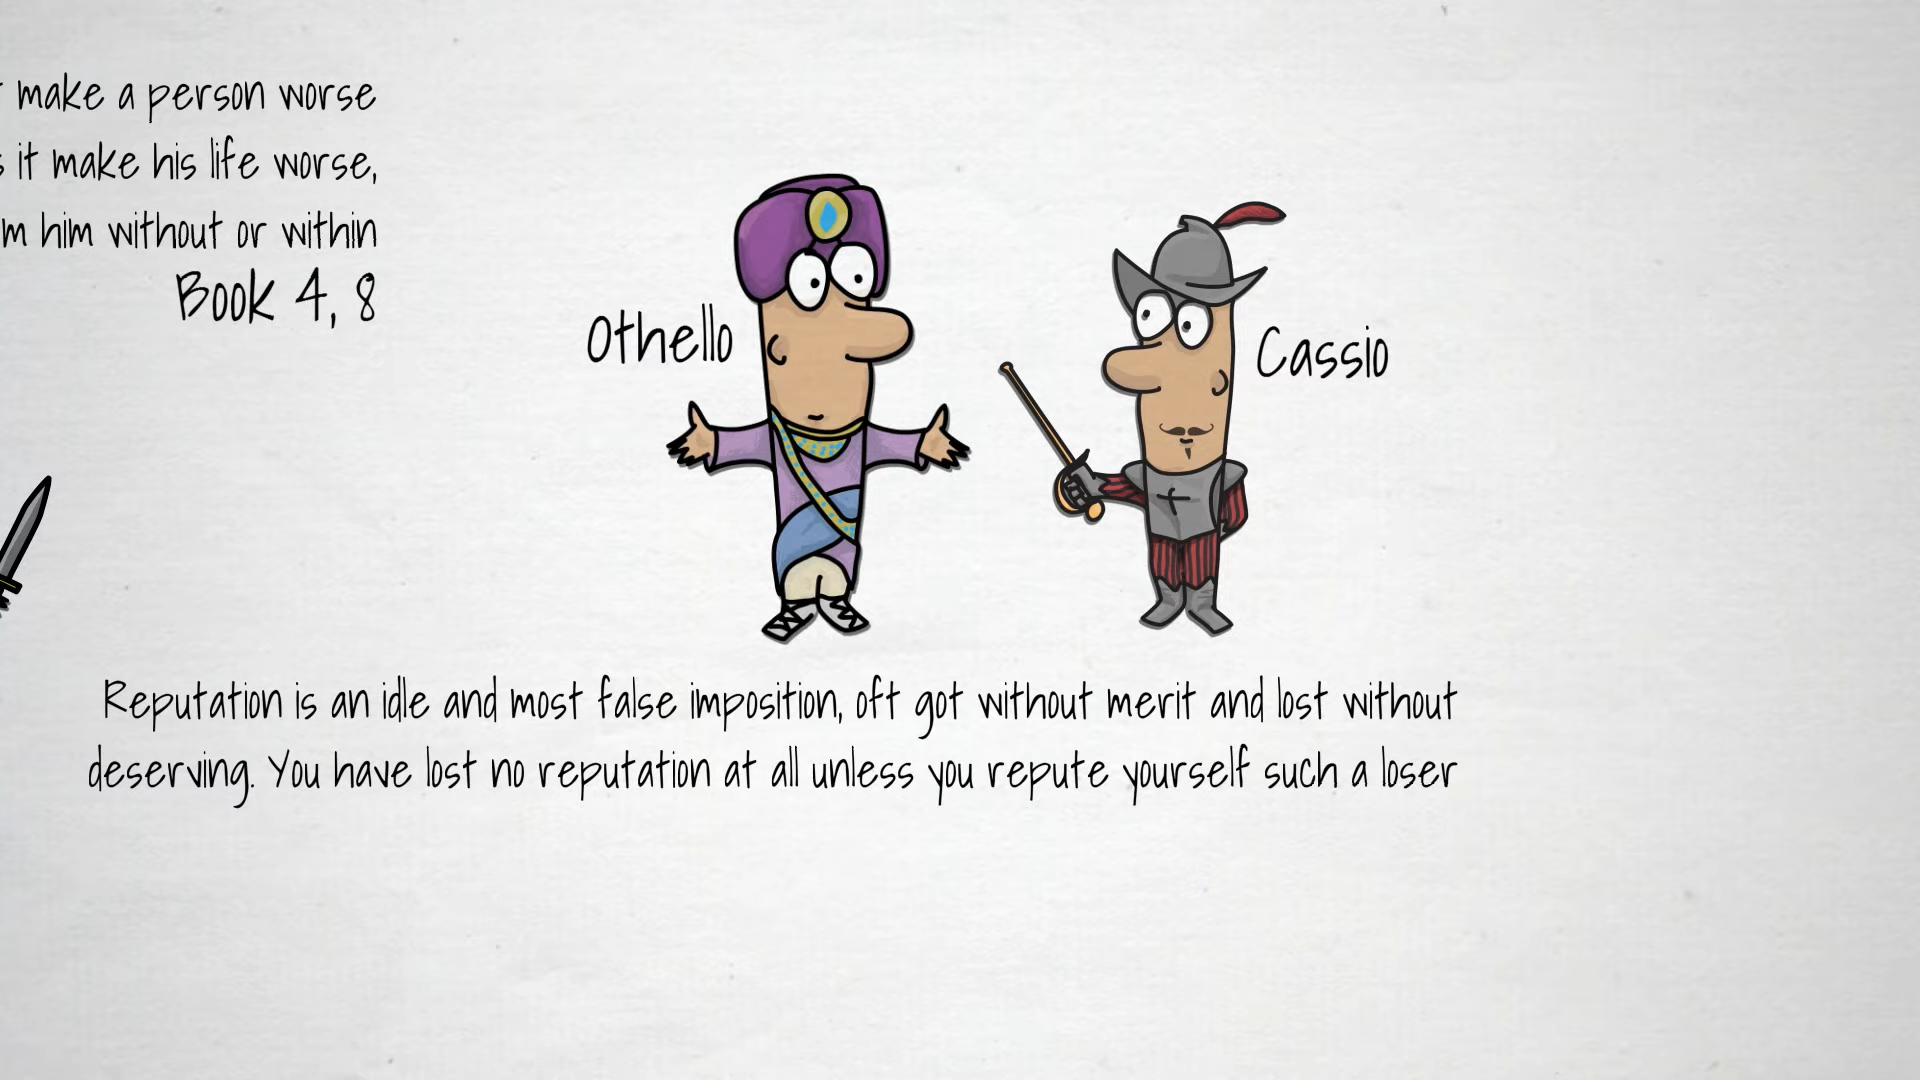 make a person worse
it make his life worse,
him without or within
Book 4, 8
Othello
Cassio
Reputation is an idle and most false imposition, oft got without merit and lost without
deserving. You have lost no reputation at all unless you repute yourself such a loser